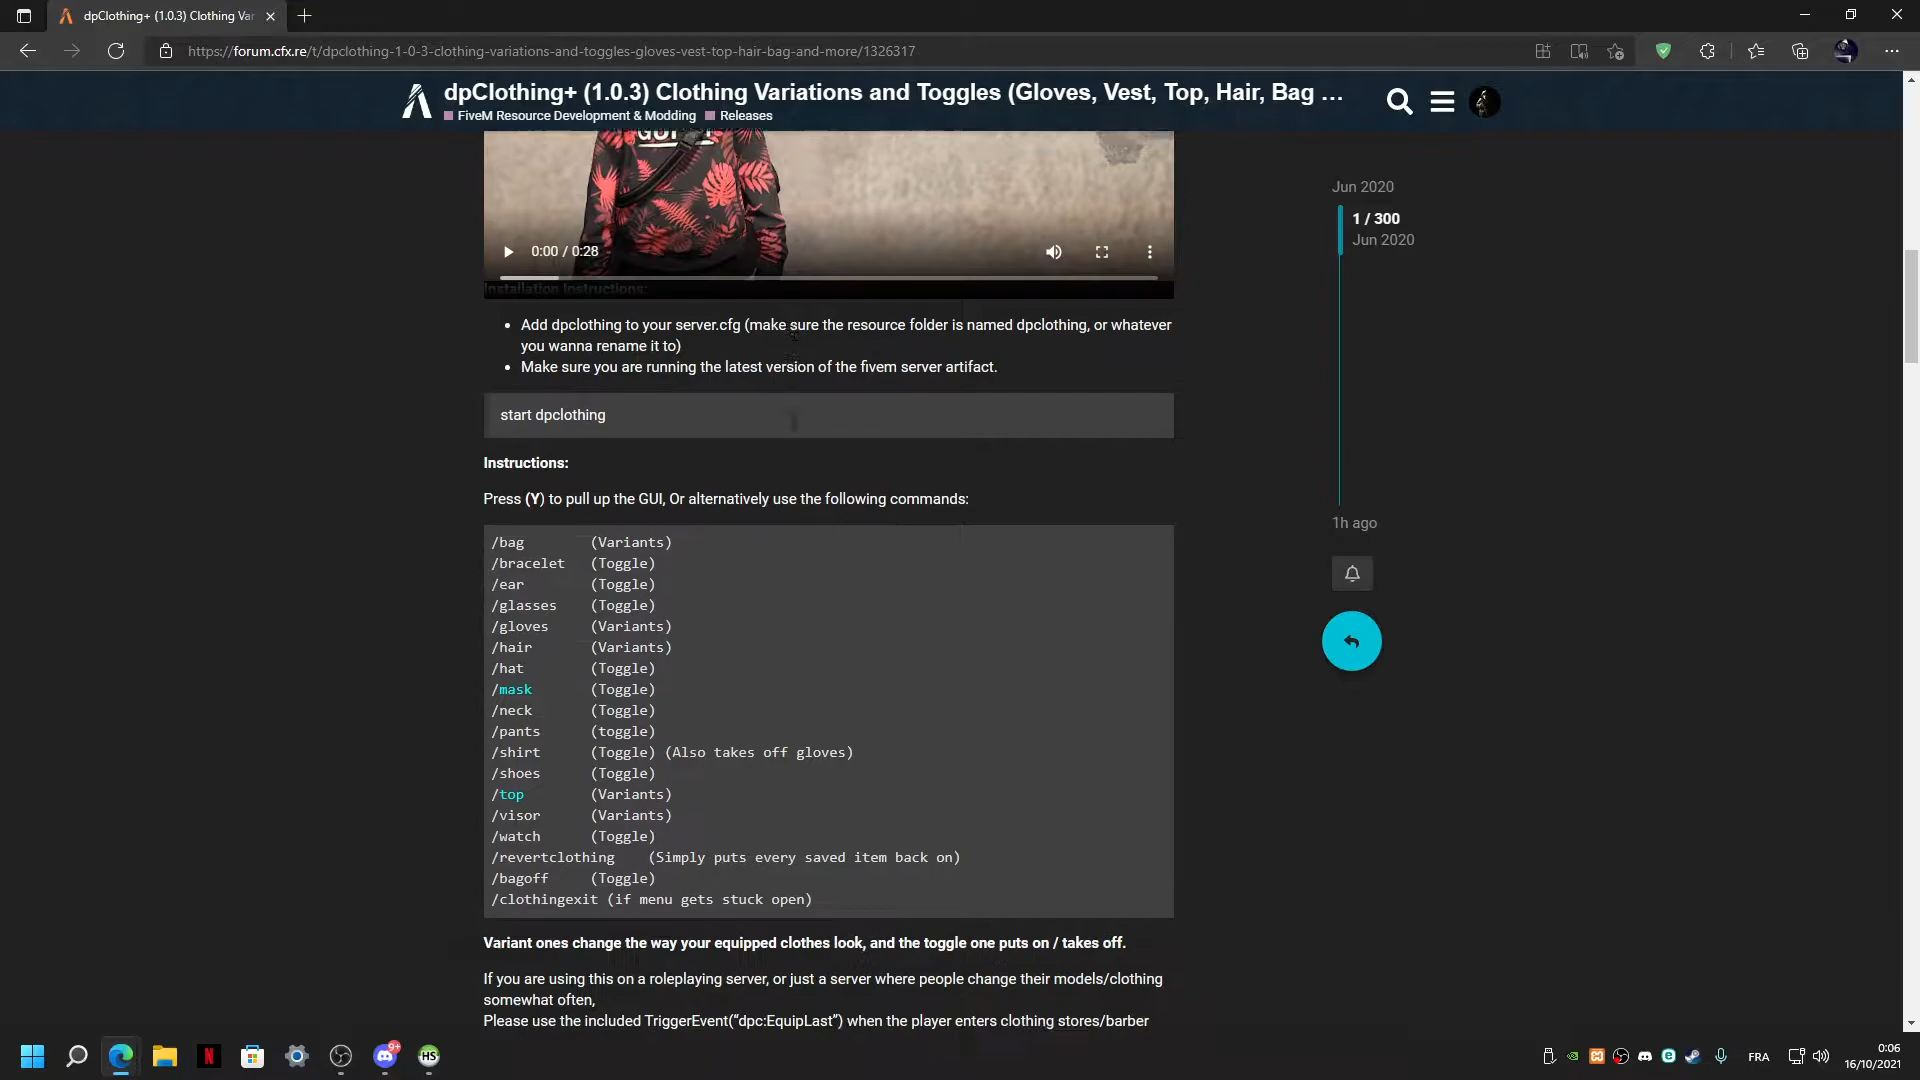 dpClothing+ (1.0.3) Clothing Var
https://forum.cfx.re/t/dpclothing-1-0-3-clothing-variations-and-toggles-gloves-vest-top-hair-bag-and-more/1326317
dpClothing+ (1.0.3) Clothing Variations and Toggles (Gloves, Vest, Top, Hair, Bag ...
FiveM Resource Development & Modding Releases
0:00 / 0:28
Installation Instructions:
Jun 2020
1 / 300
Jun 2020
1h ago
• Add dpclothing to your server.cfg (make sure the resource folder is named dpclothing, or whatever
you wanna rename it to)
• Make sure you are running the latest version of the fivem server artifact.
start dpclothing
Instructions:
Press (Y) to pull up the GUI, Or alternatively use the following commands:
/bag (Variants)
/bracelet (Toggle)
/ear (Toggle)
/glasses (Toggle)
/gloves (Variants)
/hair (Variants)
/hat (Toggle)
/mask (Toggle)
/neck (Toggle)
/pants (toggle)
/shirt (Toggle) (Also takes off gloves)
/shoes (Toggle)
/top (Variants)
/visor (Variants)
/watch (Toggle)
/revertclothing (Simply puts every saved item back on)
/bagoff (Toggle)
/clothingexit (if menu gets stuck open)
Variant ones change the way your equipped clothes look, and the toggle one puts on / takes off.
If you are using this on a roleplaying server, or just a server where people change their models/clothing
somewhat often,
Please use the included TriggerEvent(“dpc:EquipLast”) when the player enters clothing stores/barber
N
9+
HS
FRA
0:06
16/10/2021